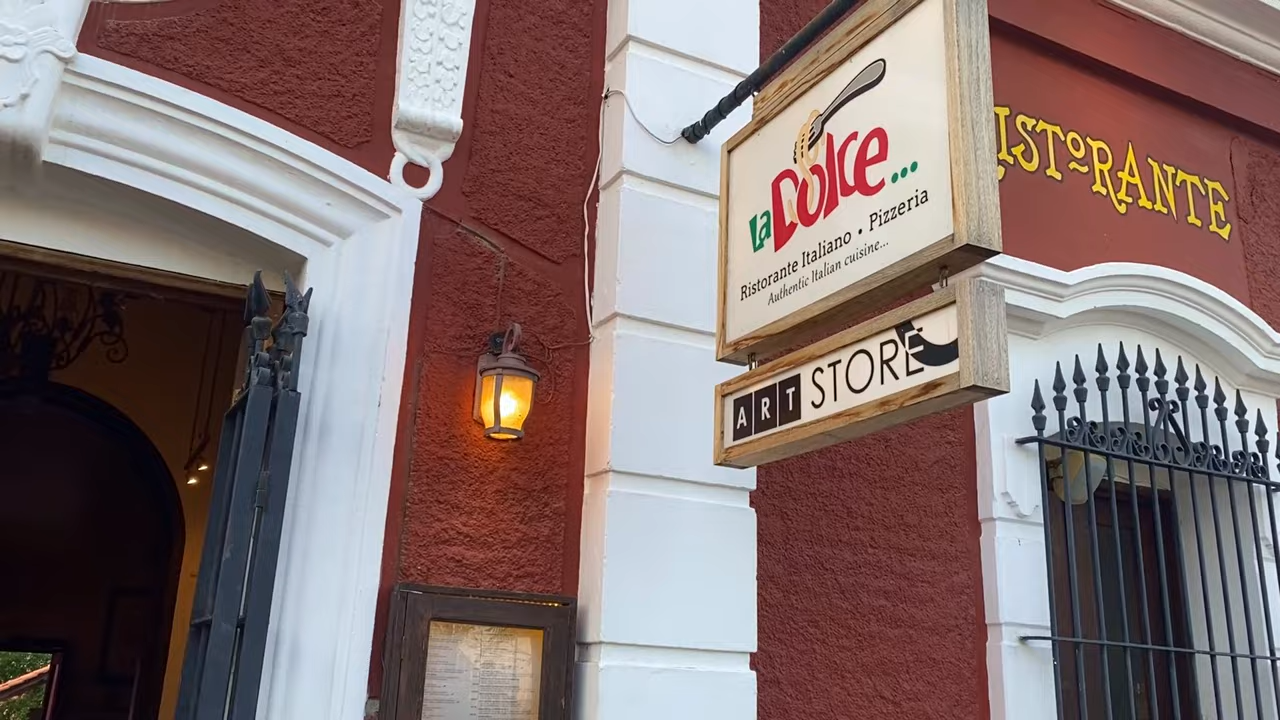 La Dolce...
Ristorante Italiano • Pizzeria
Authentic Italian cuisine...
ART STORE
RISTORANTE